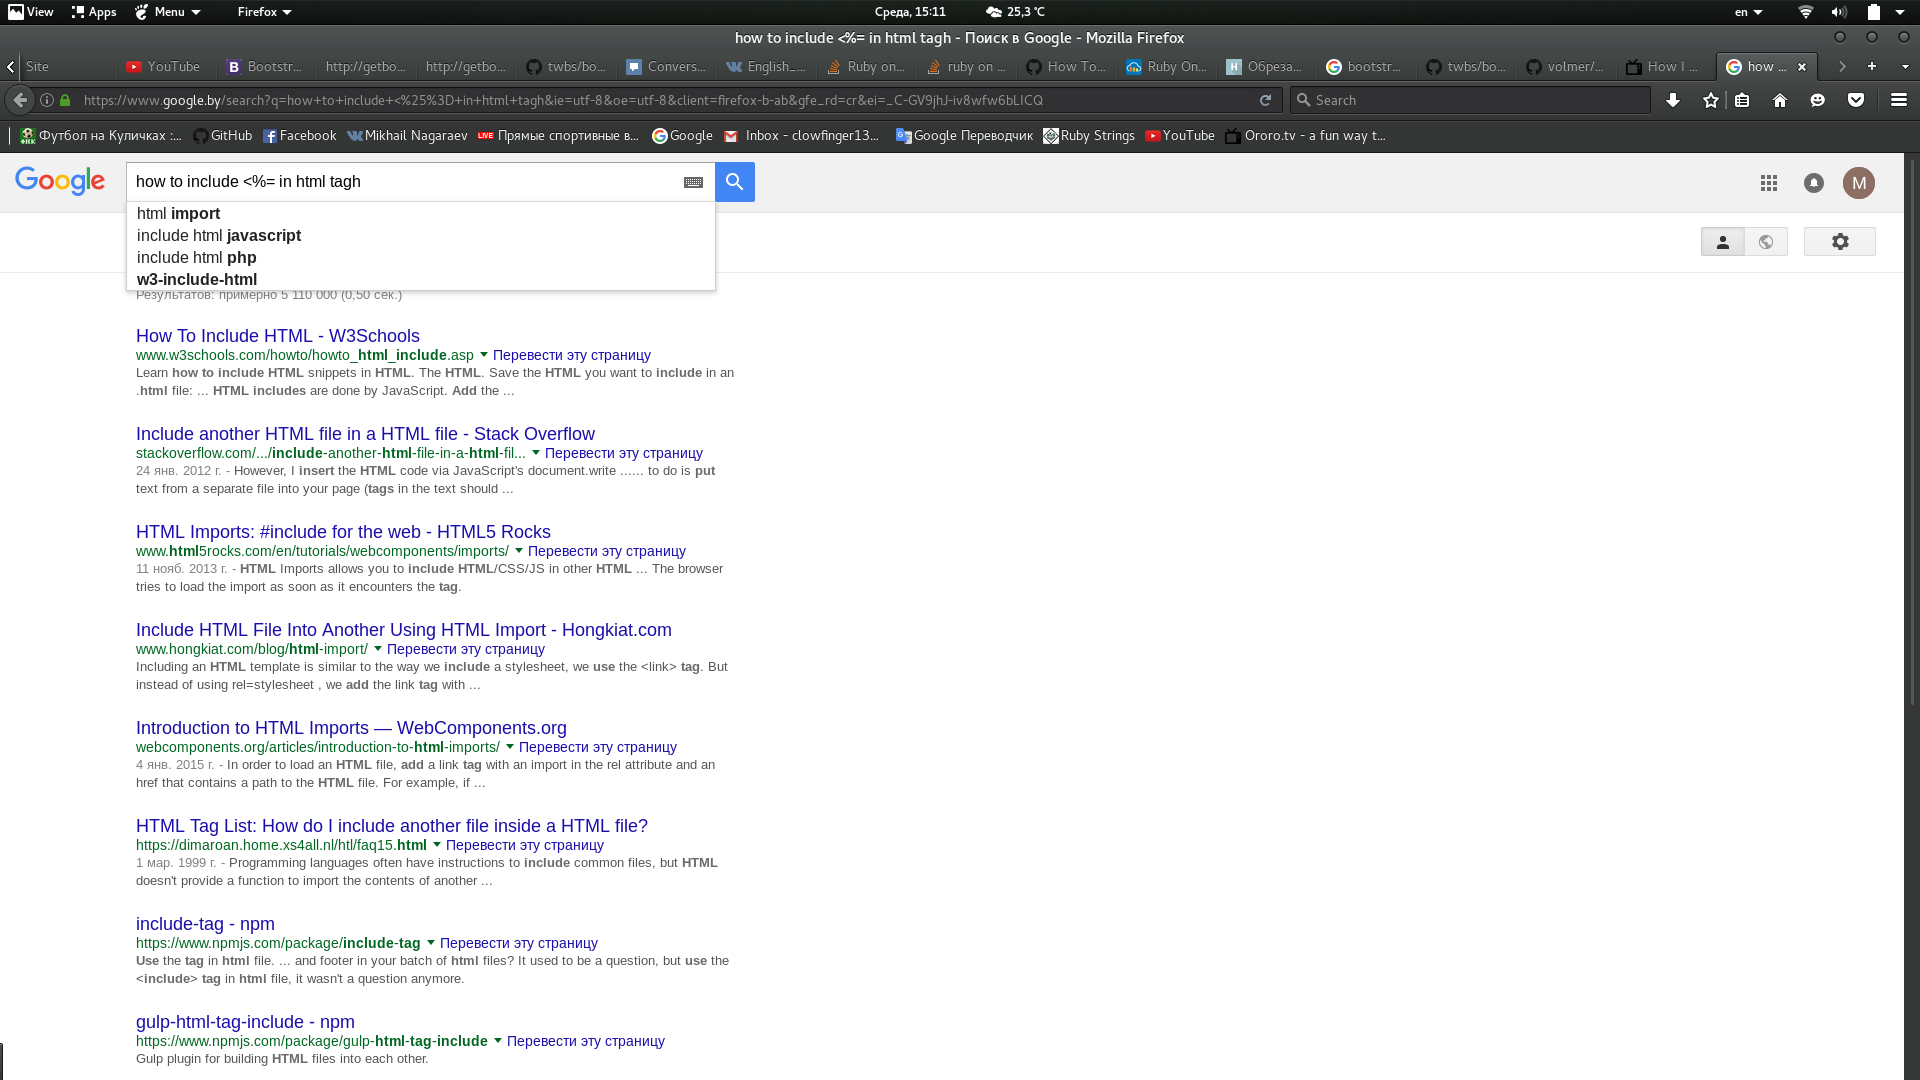 View Apps Menu Firefox Среда, 15:11 25,3 °C en
how to include <%= in html tagh - Поиск в Google - Mozilla Firefox
Site YouTube Bootstr... http://getbo... http://getbo... twbs/bo... Convers... English_... Ruby on... ruby on ... How To... Ruby On... Обреза... bootstr... twbs/bo... volmer/... How I ... how ...
https://www.google.by/search?q=how+to+include+<%25%3D+in+html+tagh&ie=utf-8&oe=utf-8&client=firefox-b-ab&gfe_rd=cr&ei=_C-GV9jhJ-iv8wfw6bLICQ Search
Футбол на Куличках :... GitHub Facebook Mikhail Nagaraev LIVE Прямые спортивные в... Google Inbox - clowfinger13... Google Переводчик Ruby Strings YouTube Ororo.tv - a fun way t...
Google how to include <%= in html tagh M
html import
include html javascript
include html php
w3-include-html
Результатов: примерно 5 110 000 (0,50 сек.)
How To Include HTML - W3Schools
www.w3schools.com/howto/howto_html_include.asp Перевести эту страницу
Learn how to include HTML snippets in HTML. The HTML. Save the HTML you want to include in an
.html file: ... HTML includes are done by JavaScript. Add the ...
Include another HTML file in a HTML file - Stack Overflow
stackoverflow.com/.../include-another-html-file-in-a-html-fil... Перевести эту страницу
24 янв. 2012 г. - However, I insert the HTML code via JavaScript's document.write ...... to do is put
text from a separate file into your page (tags in the text should ...
HTML Imports: #include for the web - HTML5 Rocks
www.html5rocks.com/en/tutorials/webcomponents/imports/ Перевести эту страницу
11 нояб. 2013 г. - HTML Imports allows you to include HTML/CSS/JS in other HTML ... The browser
tries to load the import as soon as it encounters the tag.
Include HTML File Into Another Using HTML Import - Hongkiat.com
www.hongkiat.com/blog/html-import/ Перевести эту страницу
Including an HTML template is similar to the way we include a stylesheet, we use the <link> tag. But
instead of using rel=stylesheet , we add the link tag with ...
Introduction to HTML Imports — WebComponents.org
webcomponents.org/articles/introduction-to-html-imports/ Перевести эту страницу
4 янв. 2015 г. - In order to load an HTML file, add a link tag with an import in the rel attribute and an
href that contains a path to the HTML file. For example, if ...
HTML Tag List: How do I include another file inside a HTML file?
https://dimaroan.home.xs4all.nl/htl/faq15.html Перевести эту страницу
1 мар. 1999 г. - Programming languages often have instructions to include common files, but HTML
doesn't provide a function to import the contents of another ...
include-tag - npm
https://www.npmjs.com/package/include-tag Перевести эту страницу
Use the tag in html file. ... and footer in your batch of html files? It used to be a question, but use the
<include> tag in html file, it wasn't a question anymore.
gulp-html-tag-include - npm
https://www.npmjs.com/package/gulp-html-tag-include Перевести эту страницу
Gulp plugin for building HTML files into each other.